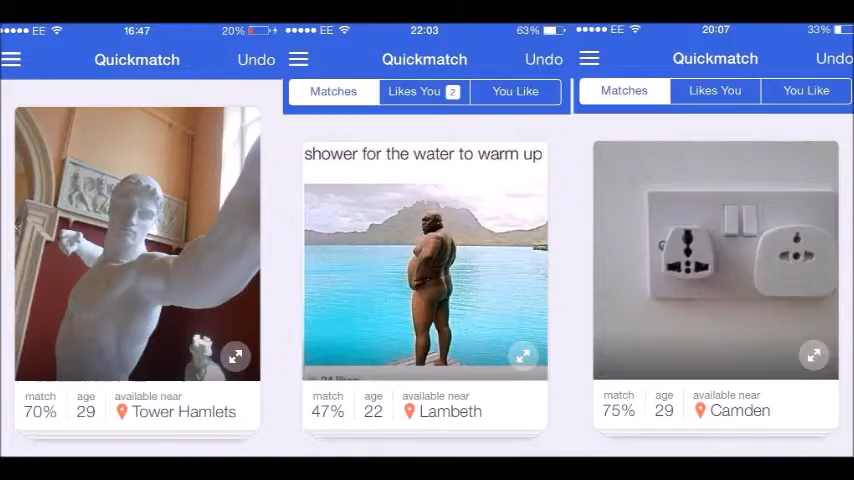 EE 16:47 20%
Quickmatch Undo
match age available near
70% 29 Tower Hamlets
EE 22:03 63%
Quickmatch Undo
Matches Likes You 2 You Like
shower for the water to warm up
24 likes
match age available near
47% 22 Lambeth
EE 20:07 33%
Quickmatch Undo
Matches Likes You You Like
match age available near
75% 29 Camden